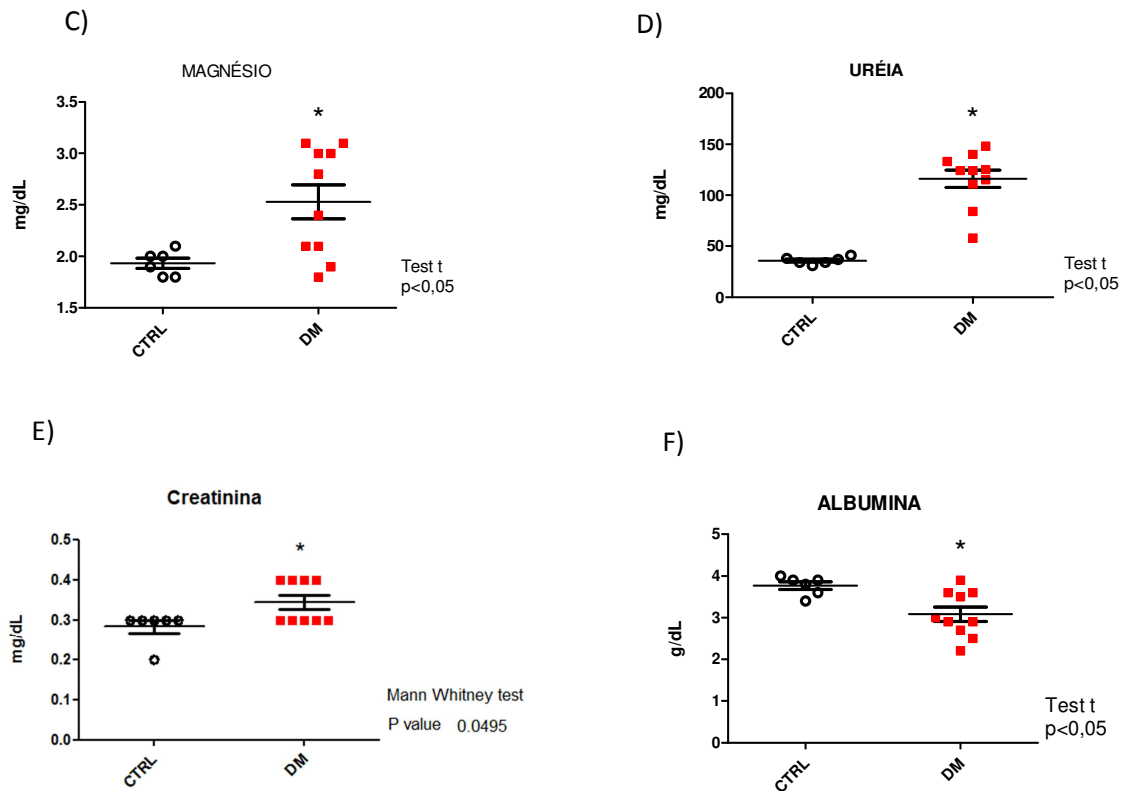 C)
MAGNÉSIO
*
3.5
3.0
2.5
2.0
1.5
mg/dL
CTRL
DM
Test t
p<0,05
D)
URÉIA
*
200
150
100
50
0
mg/dL
CTRL
DM
Test t
p<0,05
E)
Creatinina
*
0.5
0.4
0.3
0.2
0.1
0.0
mg/dL
CTRL
DM
Mann Whitney test
P value 0.0495
F)
ALBUMINA
*
5
4
3
2
1
0
g/dL
CTRL
DM
Test t
p<0,05